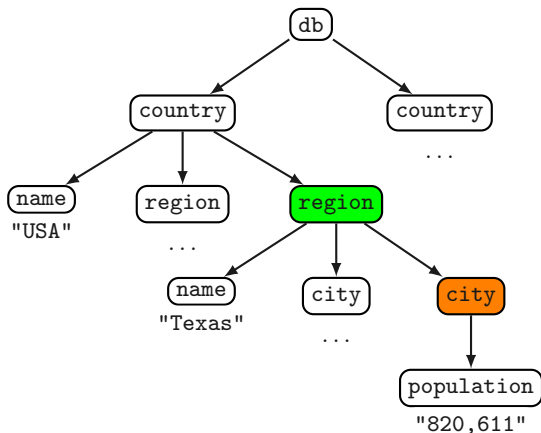 db
country country
...
name region region
"USA" ...
name city city
"Texas" ...
population
"820,611"